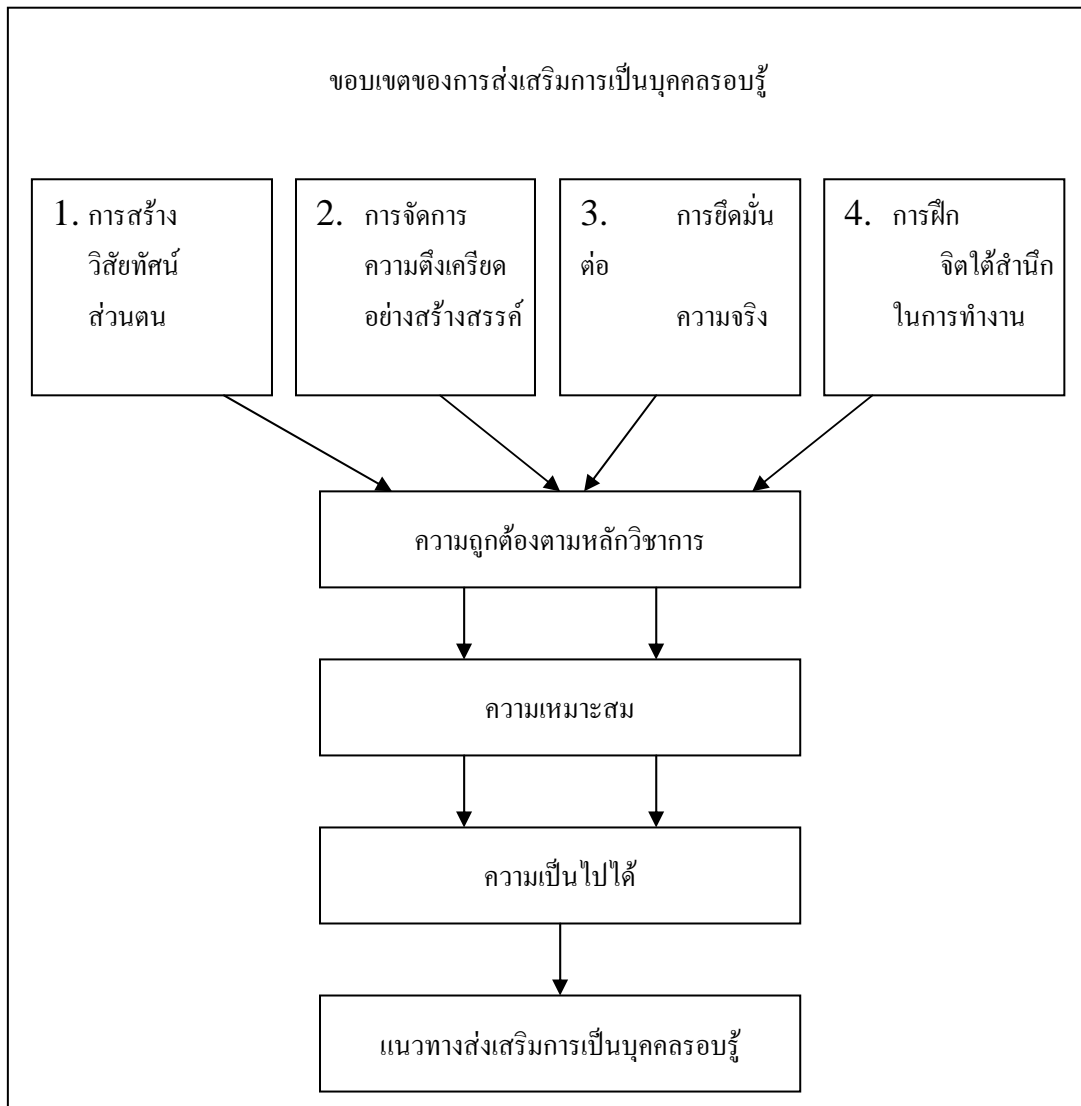 ขอบเขตของการส่งเสริมการเป็นบุคคลรอบรู้
1. การสร้าง
วิสัยทัศน์
ส่วนตน
2. การจัดการ
ความตึงเครียด
อย่างสร้างสรรค์
3. การยึดมั่น
ต่อ
ความจริง
4. การฝึก
จิตใต้สำนึก
ในการทำงาน
ความถูกต้องตามหลักวิชาการ
ความเหมาะสม
ความเป็นไปได้
แนวทางส่งเสริมการเป็นบุคคลรอบรู้